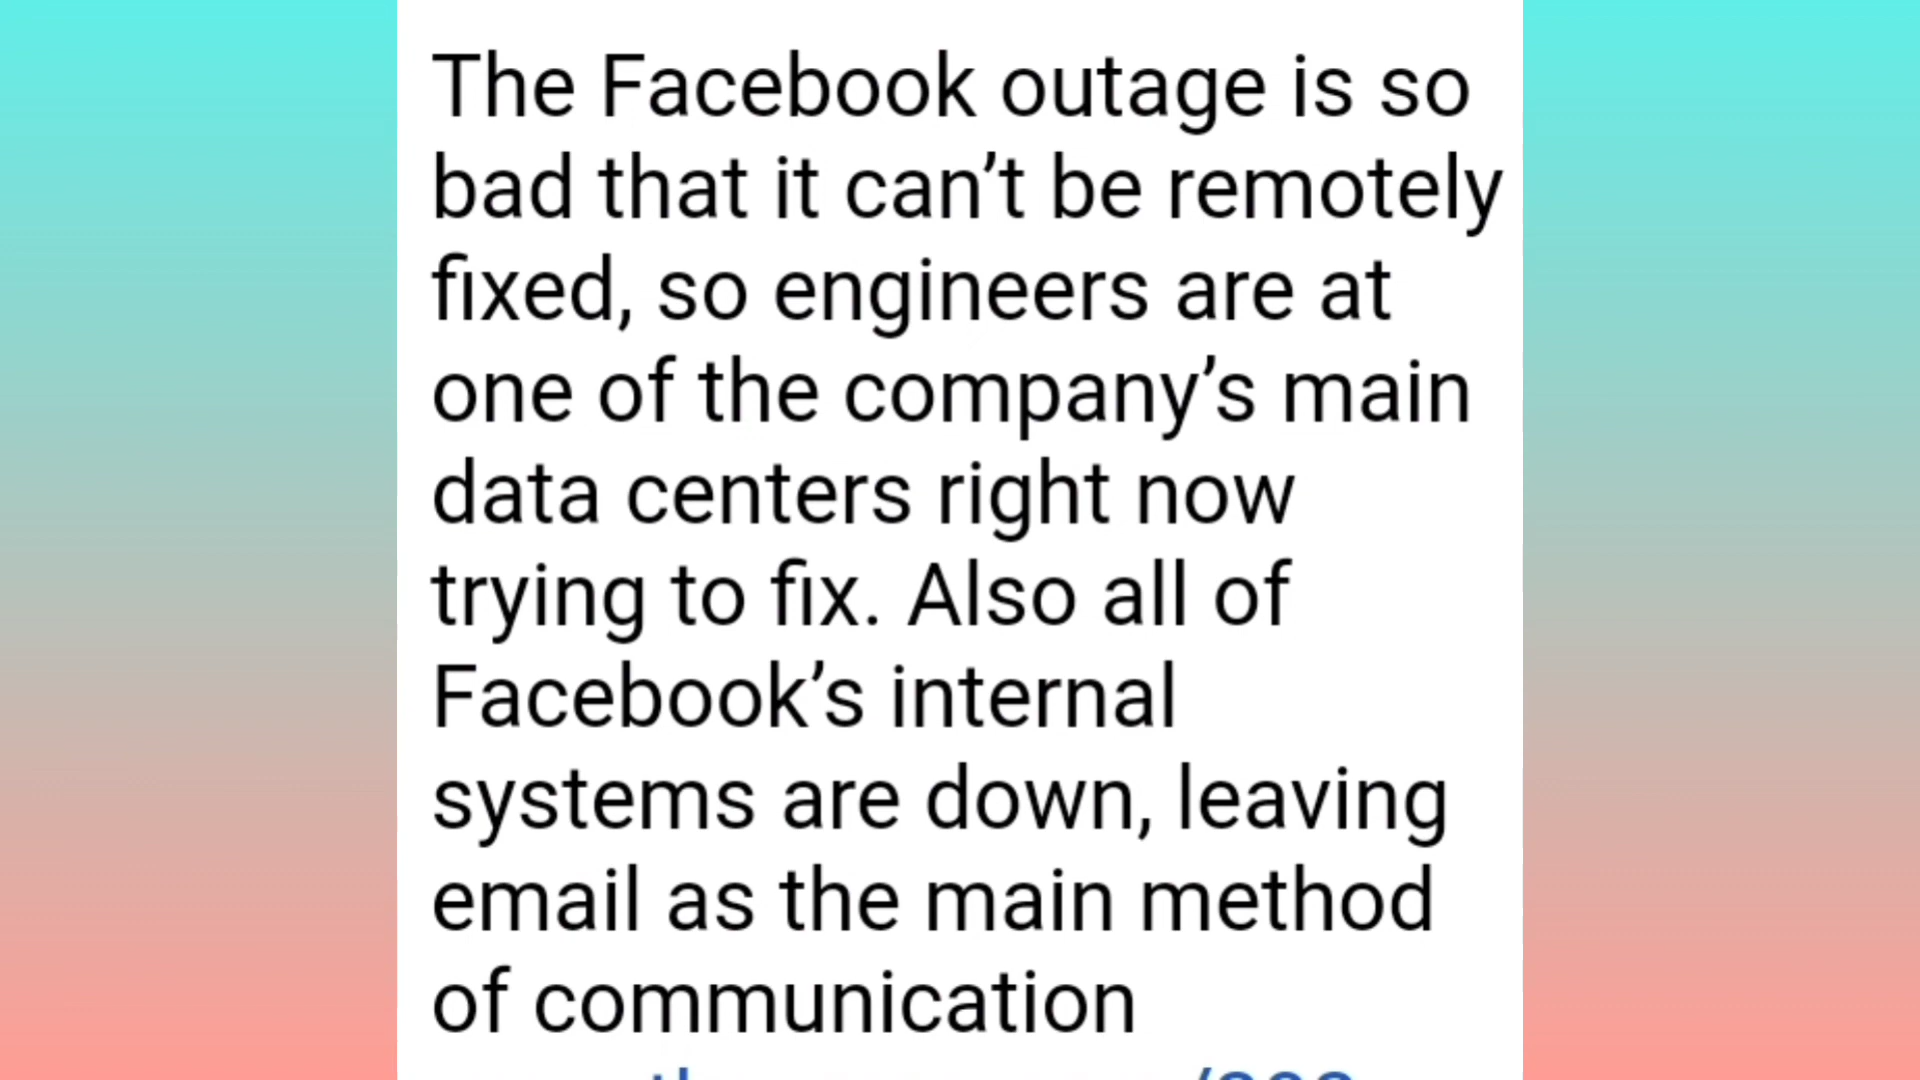 The Facebook outage is so
bad that it can’t be remotely
fixed, so engineers are at
one of the company’s main
data centers right now
trying to fix. Also all of
Facebook’s internal
systems are down, leaving
email as the main method
of communication